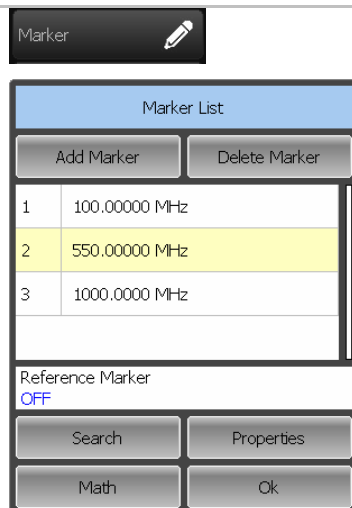 Marker
Marker List
Add Marker Delete Marker
1 100.00000 MHz
2 550.00000 MHz
3 1000.0000 MHz
Reference Marker
OFF
Search Properties
Math Ok